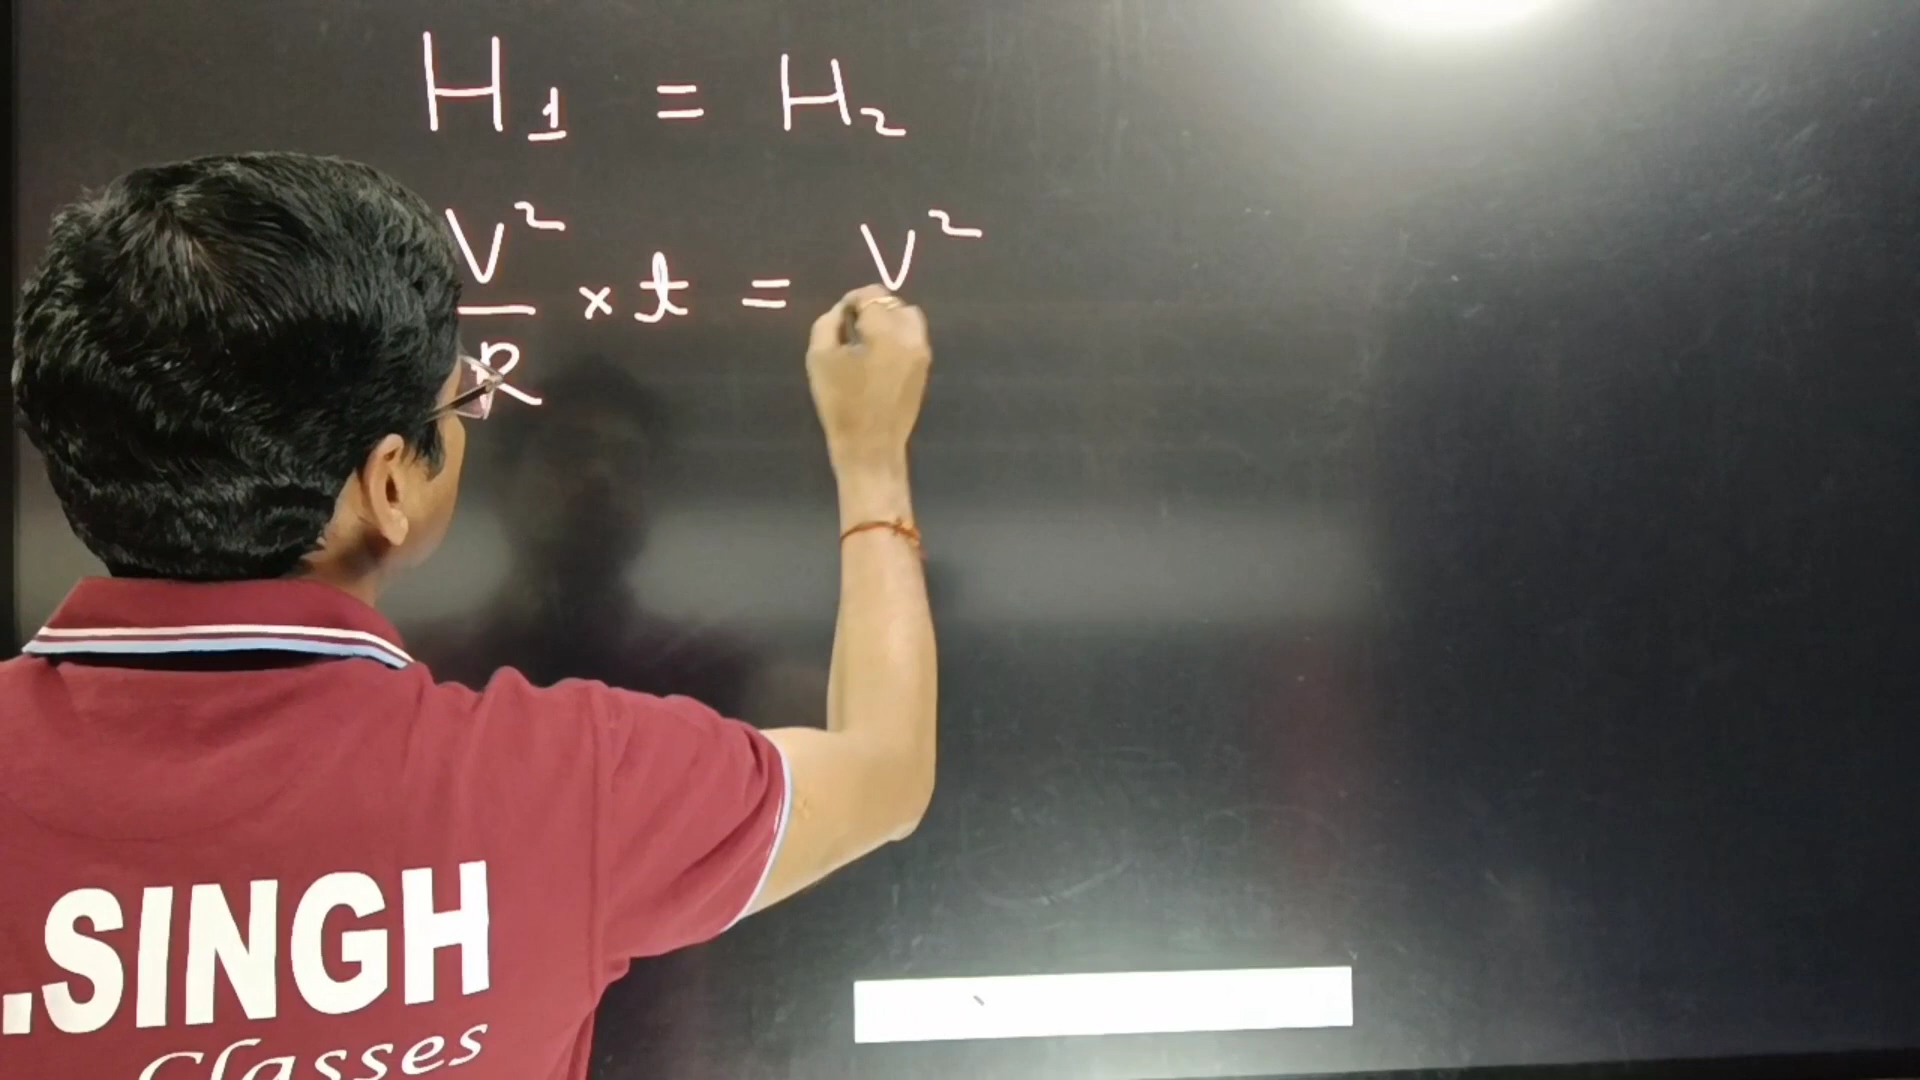 H₁ = H₂
V²/R × t = V²
.SINGH
Classes